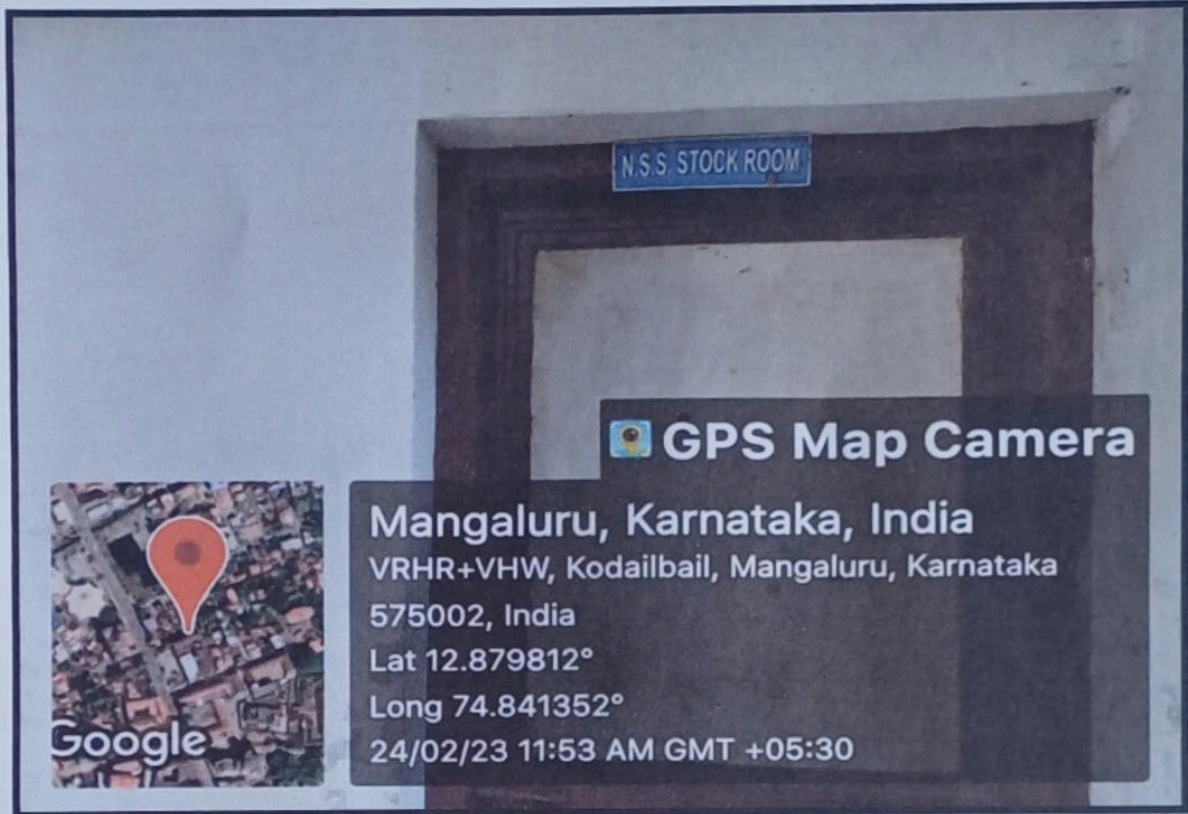 N.S.S. STOCK ROOM
GPS Map Camera
Mangaluru, Karnataka, India
VRHR+VHW, Kodailbail, Mangaluru, Karnataka
575002, India
Lat 12.879812°
Long 74.841352°
24/02/23 11:53 AM GMT +05:30
Google